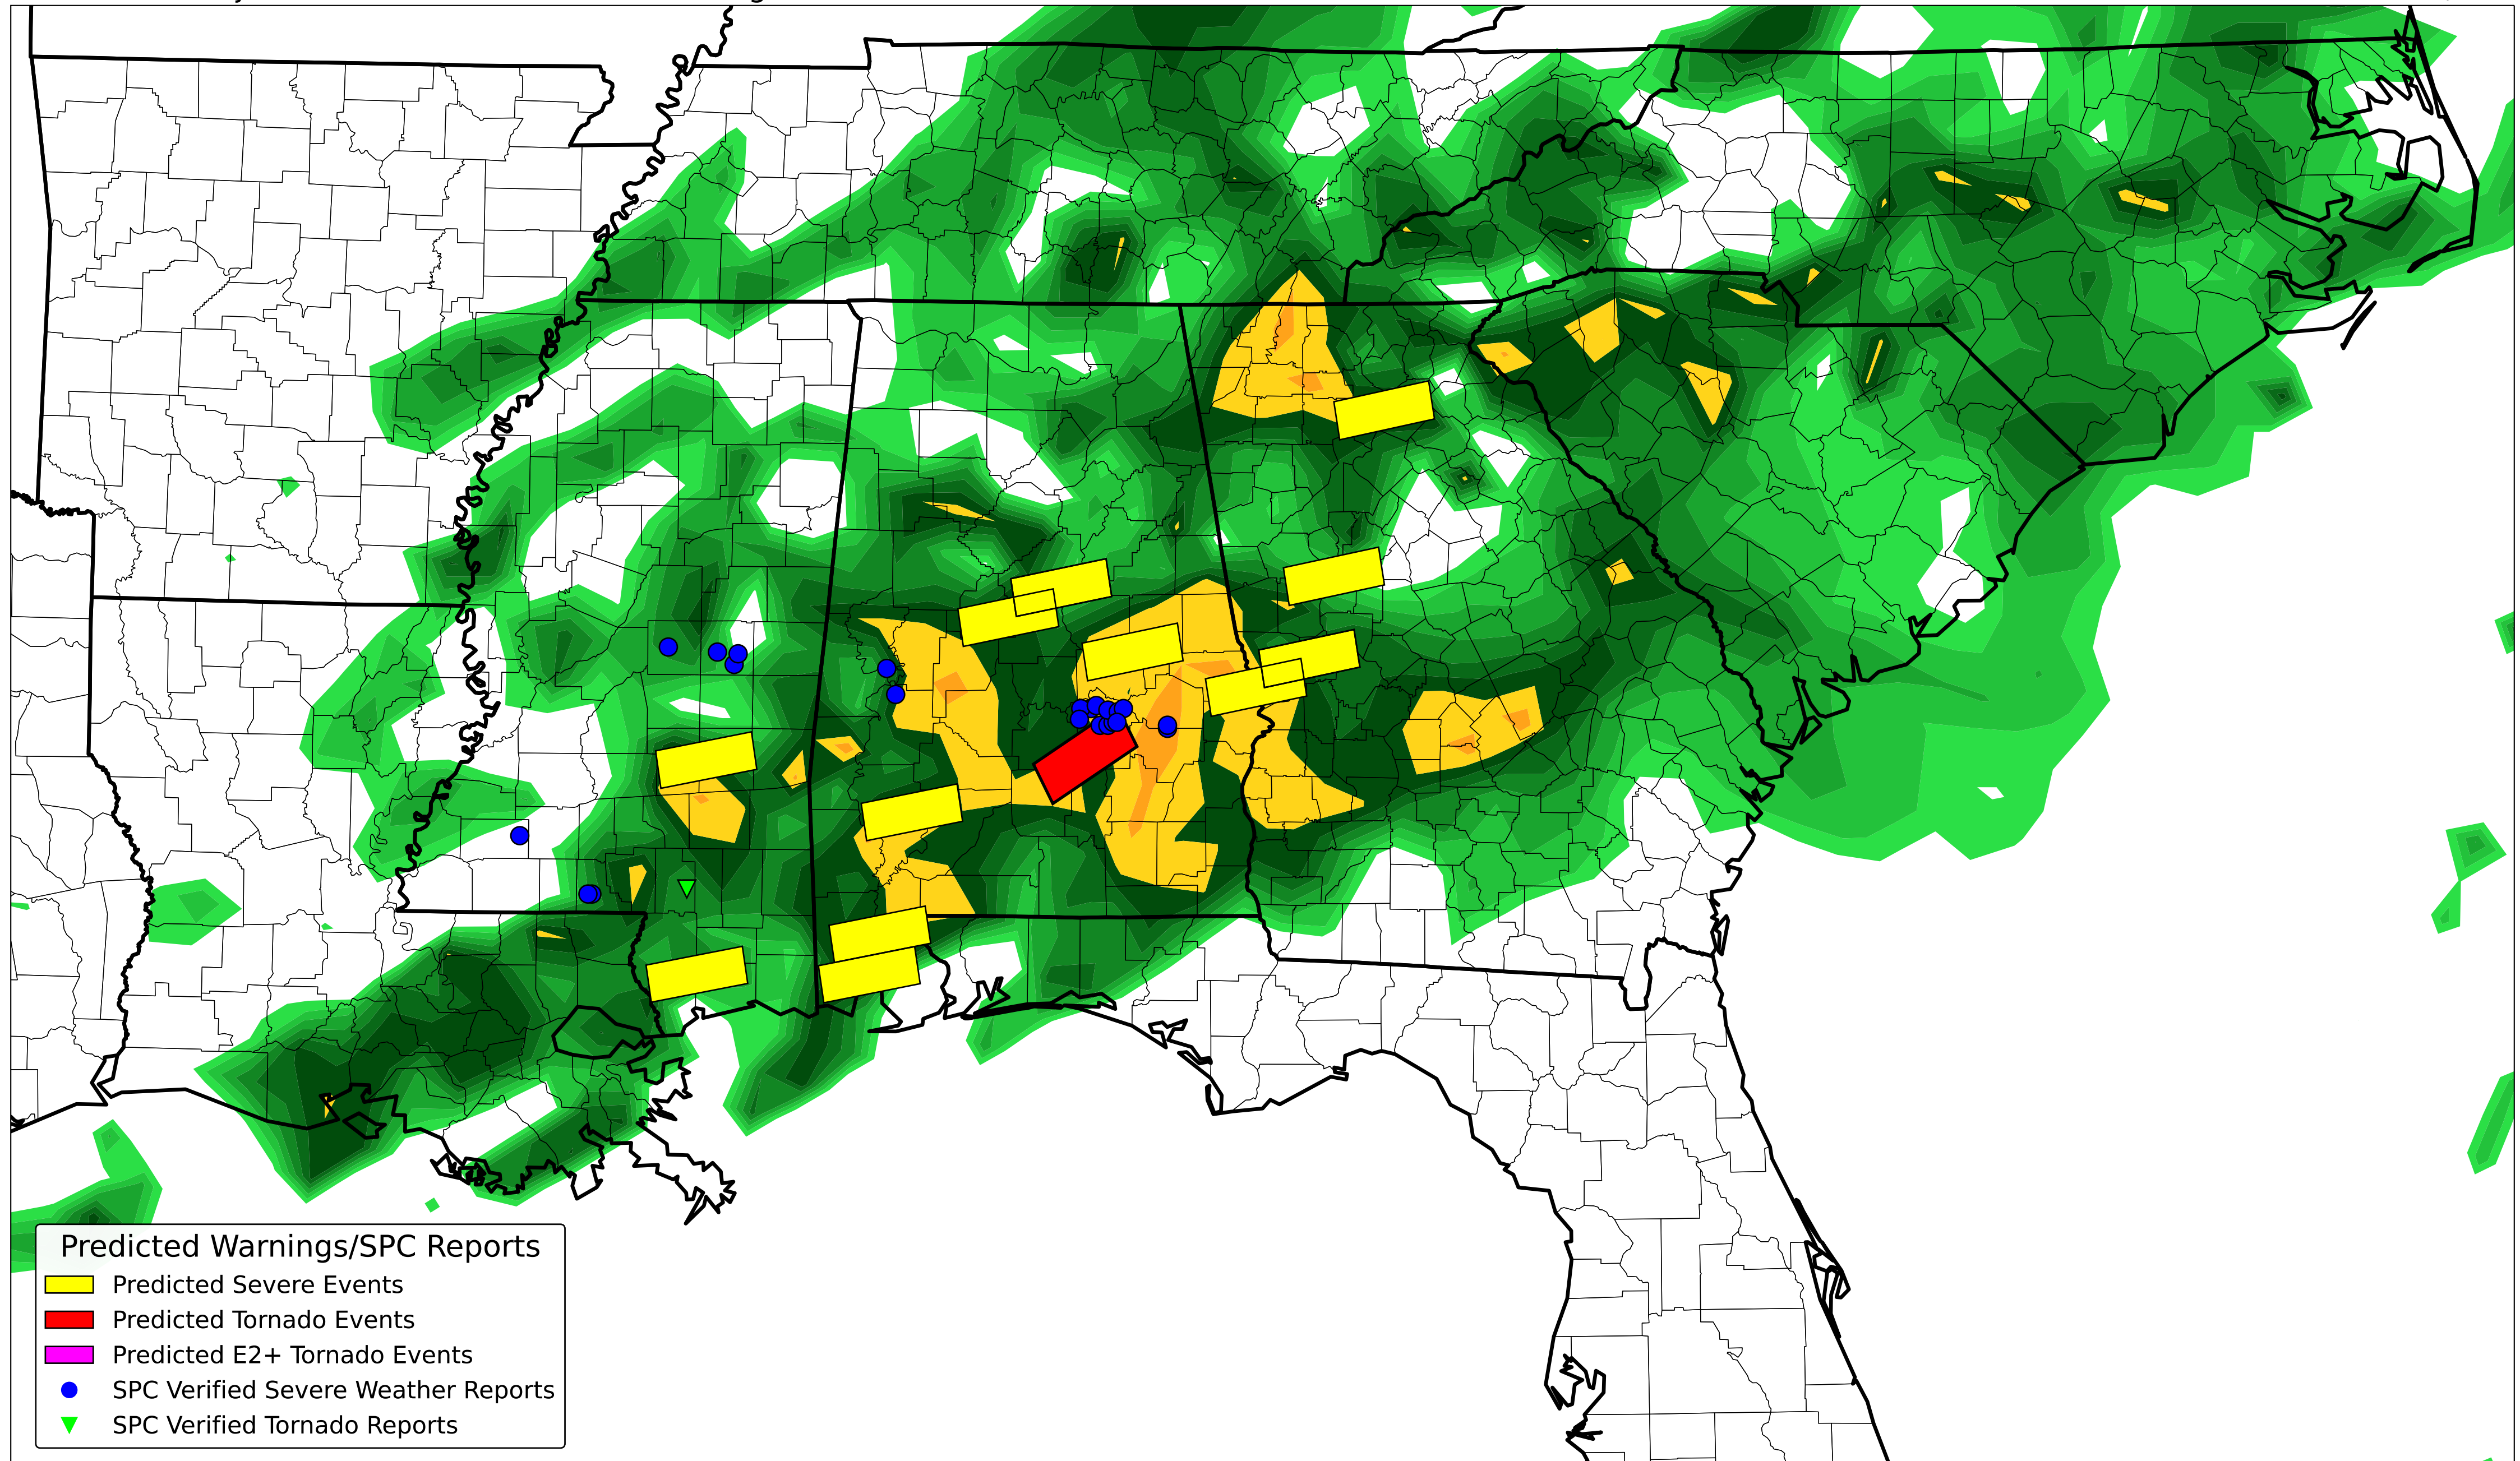 Predicted Warnings/SPC Reports
Predicted Severe Events
Predicted Tornado Events
Predicted E2+ Tornado Events
SPC Verified Severe Weather Reports
SPC Verified Tornado Reports